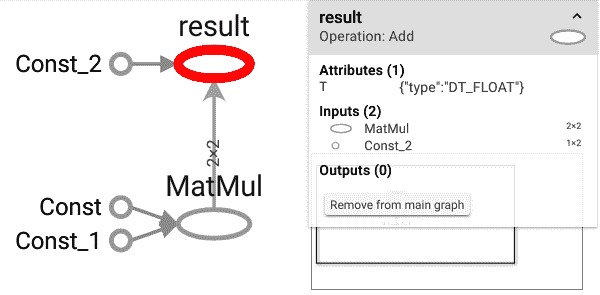 result
Const_2
2×2
MatMul
Const
Const_1
result
Operation: Add
Attributes (1)
T {"type":"DT_FLOAT"}
Inputs (2)
MatMul 2×2
Const_2 1×2
Outputs (0)
Remove from main graph